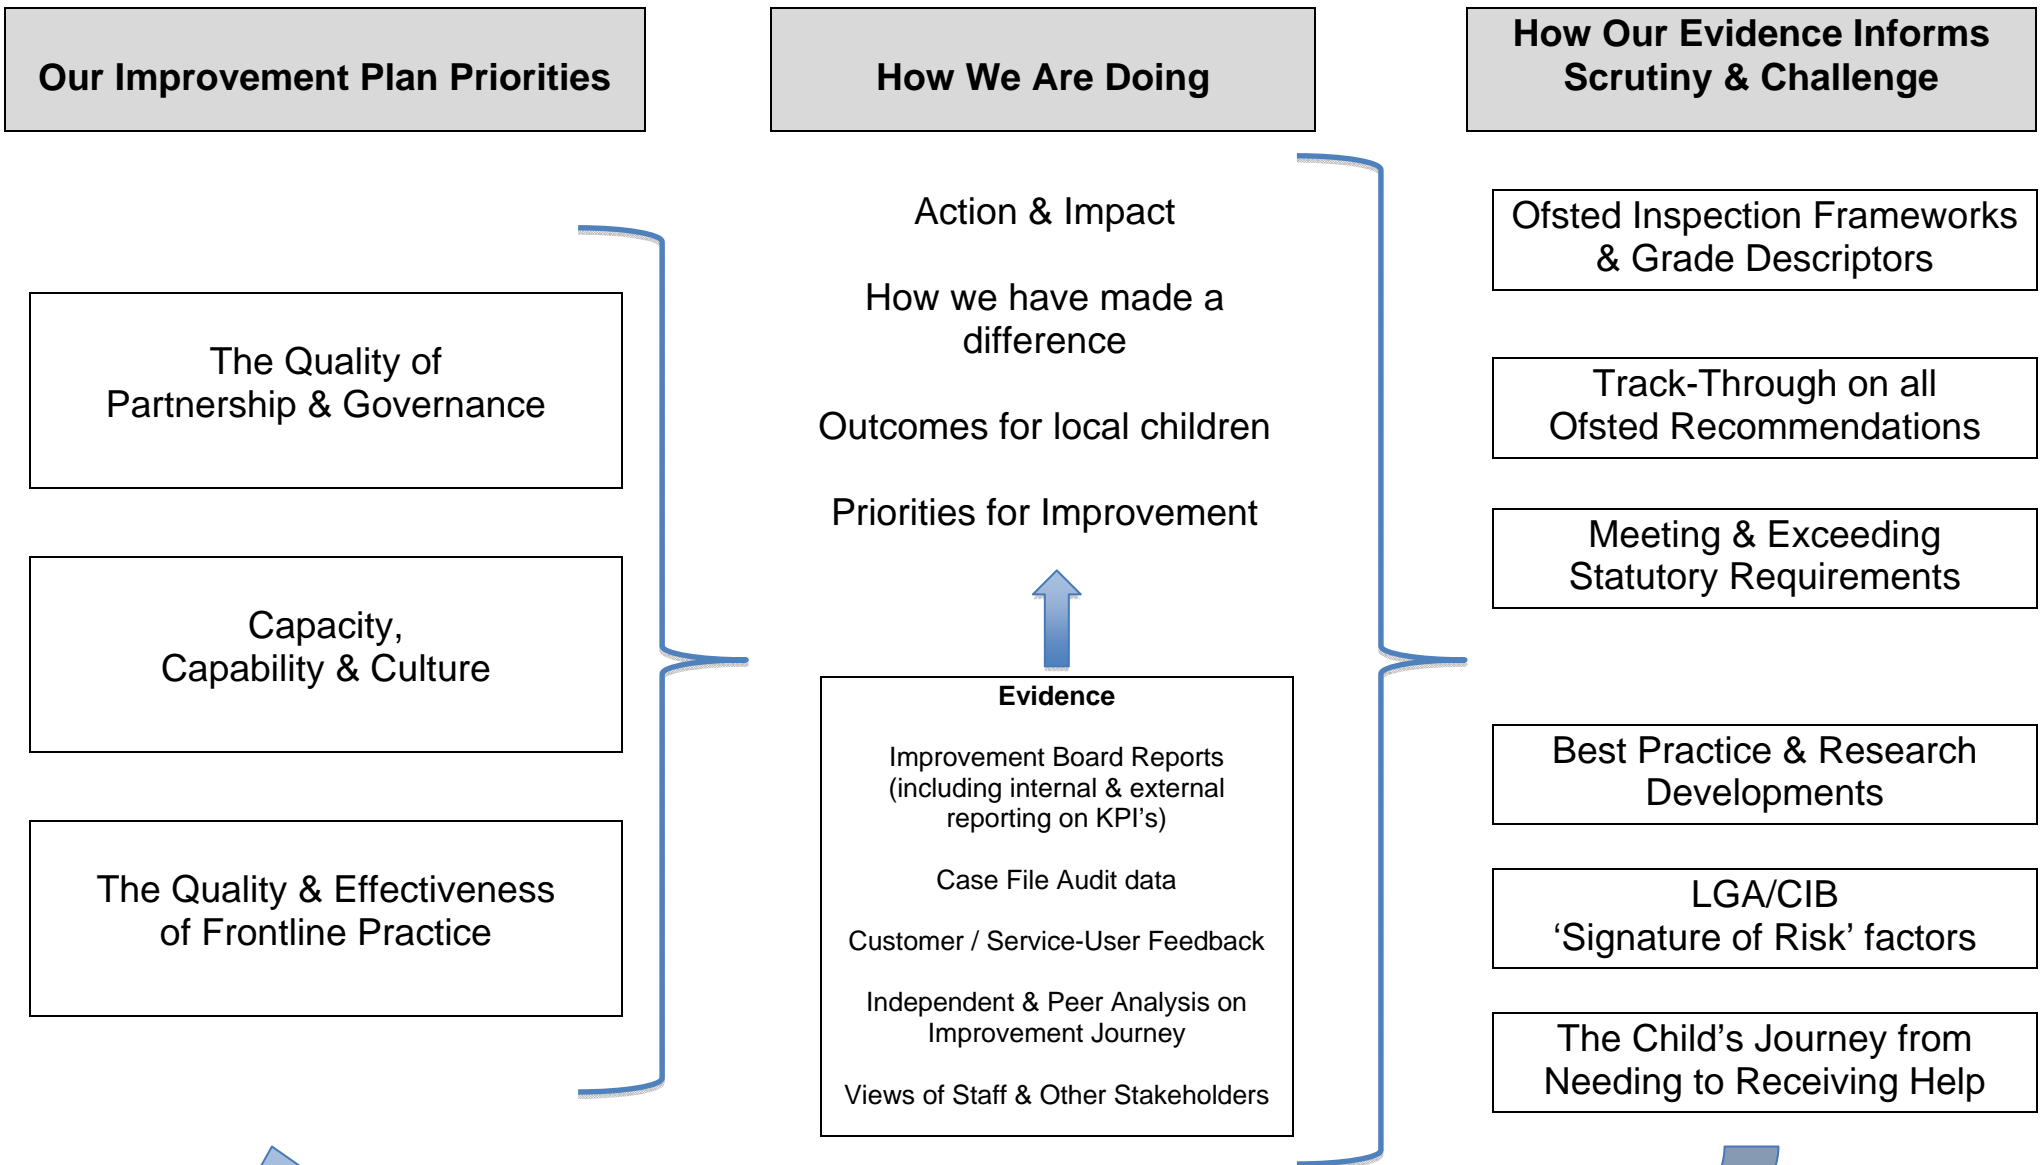 Our Improvement Plan Priorities
How We Are Doing
How Our Evidence Informs
Scrutiny & Challenge
The Quality of
Partnership & Governance
Capacity,
Capability & Culture
The Quality & Effectiveness
of Frontline Practice
Action & Impact
How we have made a
difference
Outcomes for local children
Priorities for Improvement
Evidence
Improvement Board Reports
(including internal & external
reporting on KPI’s)
Case File Audit data
Customer / Service-User Feedback
Independent & Peer Analysis on
Improvement Journey
Views of Staff & Other Stakeholders
Ofsted Inspection Frameworks
& Grade Descriptors
Track-Through on all
Ofsted Recommendations
Meeting & Exceeding
Statutory Requirements
Best Practice & Research
Developments
LGA/CIB
‘Signature of Risk’ factors
The Child’s Journey from
Needing to Receiving Help